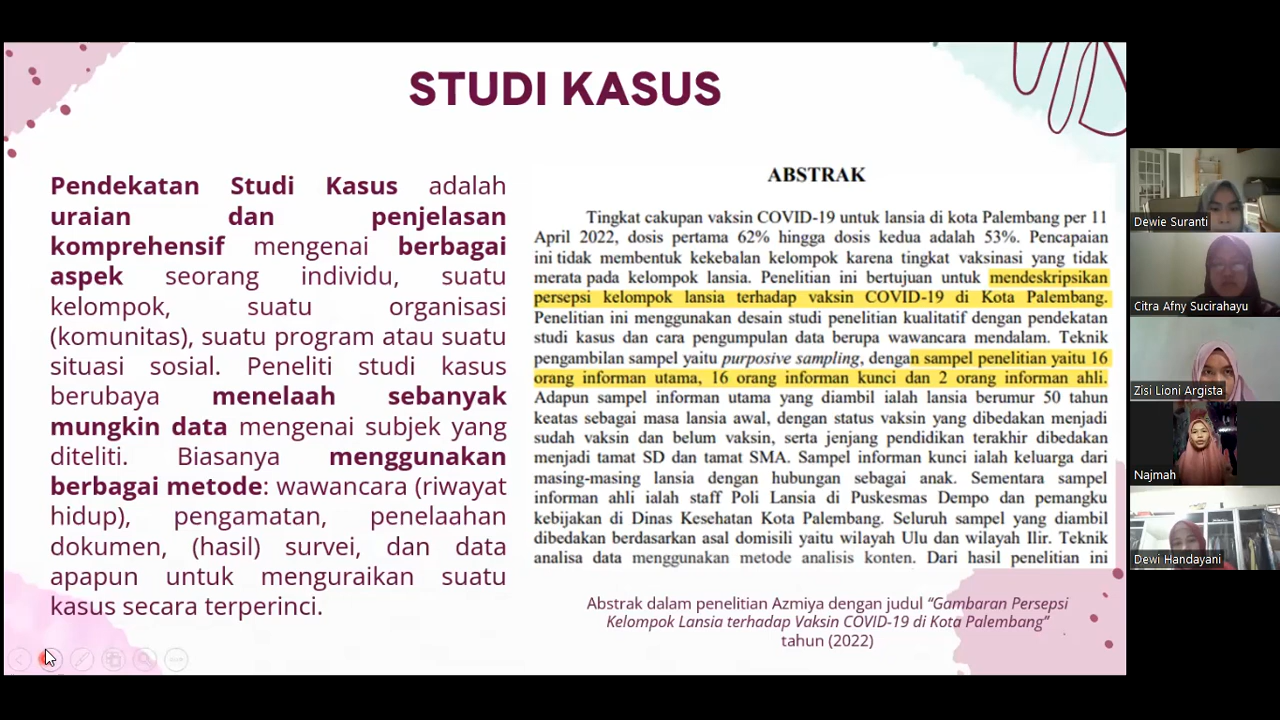 STUDI KASUS
Pendekatan Studi Kasus adalah
uraian dan penjelasan
komprehensif mengenai berbagai
aspek seorang individu, suatu
kelompok, suatu organisasi
(komunitas), suatu program atau suatu
situasi sosial. Peneliti studi kasus
berubaya menelaah sebanyak
mungkin data mengenai subjek yang
diteliti. Biasanya menggunakan
berbagai metode: wawancara (riwayat
hidup), pengamatan, penelaahan
dokumen, (hasil) survei, dan data
apapun untuk menguraikan suatu
kasus secara terperinci.
ABSTRAK
Tingkat cakupan vaksin COVID-19 untuk lansia di kota Palembang per 11
April 2022, dosis pertama 62% hingga dosis kedua adalah 53%. Pencapaian
ini tidak membentuk kekebalan kelompok karena tingkat vaksinasi yang tidak
merata pada kelompok lansia. Penelitian ini bertujuan untuk mendeskripsikan
persepsi kelompok lansia terhadap vaksin COVID-19 di Kota Palembang.
Penelitian ini menggunakan desain studi penelitian kualitatif dengan pendekatan
studi kasus dan cara pengumpulan data berupa wawancara mendalam. Teknik
pengambilan sampel yaitu purposive sampling, dengan sampel penelitian yaitu 16
orang informan utama, 16 orang informan kunci dan 2 orang informan ahli.
Adapun sampel informan utama yang diambil ialah lansia berumur 50 tahun
keatas sebagai masa lansia awal, dengan status vaksin yang dibedakan menjadi
sudah vaksin dan belum vaksin, serta jenjang pendidikan terakhir dibedakan
menjadi tamat SD dan tamat SMA. Sampel informan kunci ialah keluarga dari
masing-masing lansia dengan hubungan sebagai anak. Sementara sampel
informan ahli ialah staff Poli Lansia di Puskesmas Dempo dan pemangku
kebijakan di Dinas Kesehatan Kota Palembang. Seluruh sampel yang diambil
dibedakan berdasarkan asal domisili yaitu wilayah Ulu dan wilayah Ilir. Teknik
analisa data menggunakan metode analisis konten. Dari hasil penelitian ini
Abstrak dalam penelitian Azmiya dengan judul “Gambaran Persepsi
Kelompok Lansia terhadap Vaksin COVID-19 di Kota Palembang”
tahun (2022)
Dewie Suranti
Citra Afny Sucirahayu
Zisi Lioni Argista
Najmah
Dewi Handayani